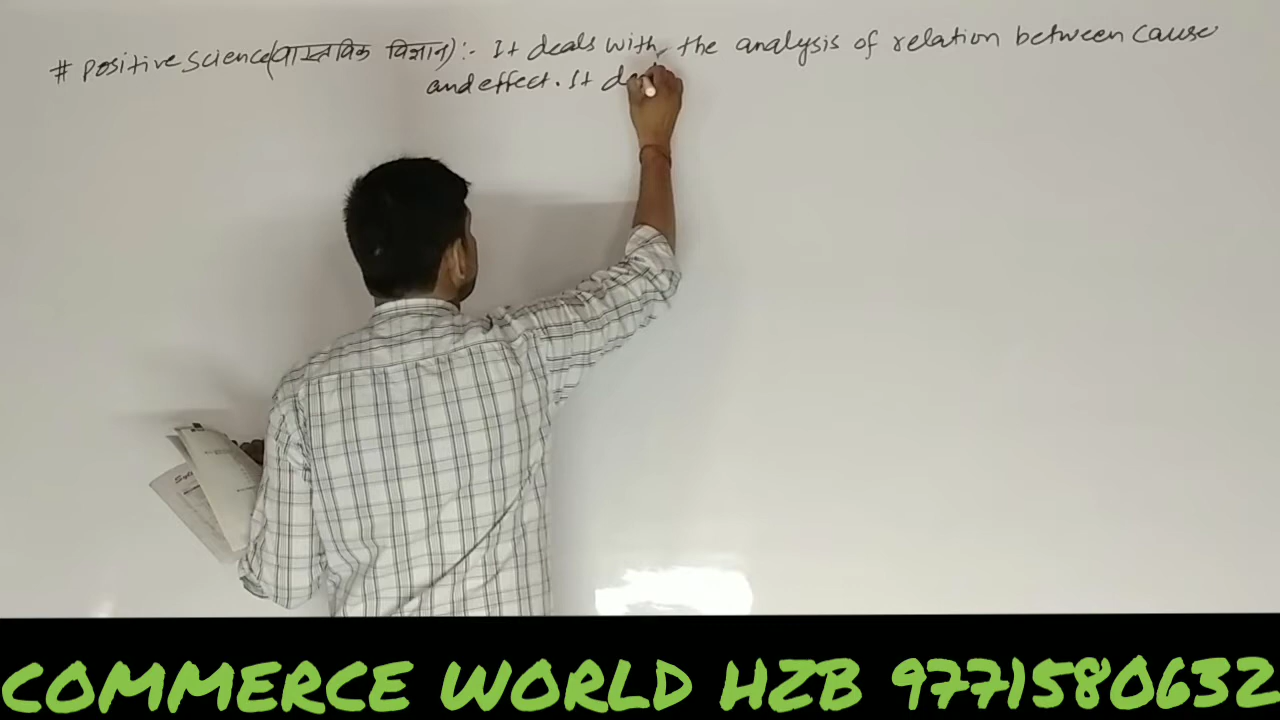 # Positive Science(वास्तविक विज्ञान):- It deals with the analysis of relation between cause
and effect. It
COMMERCE WORLD HZB 9771580632